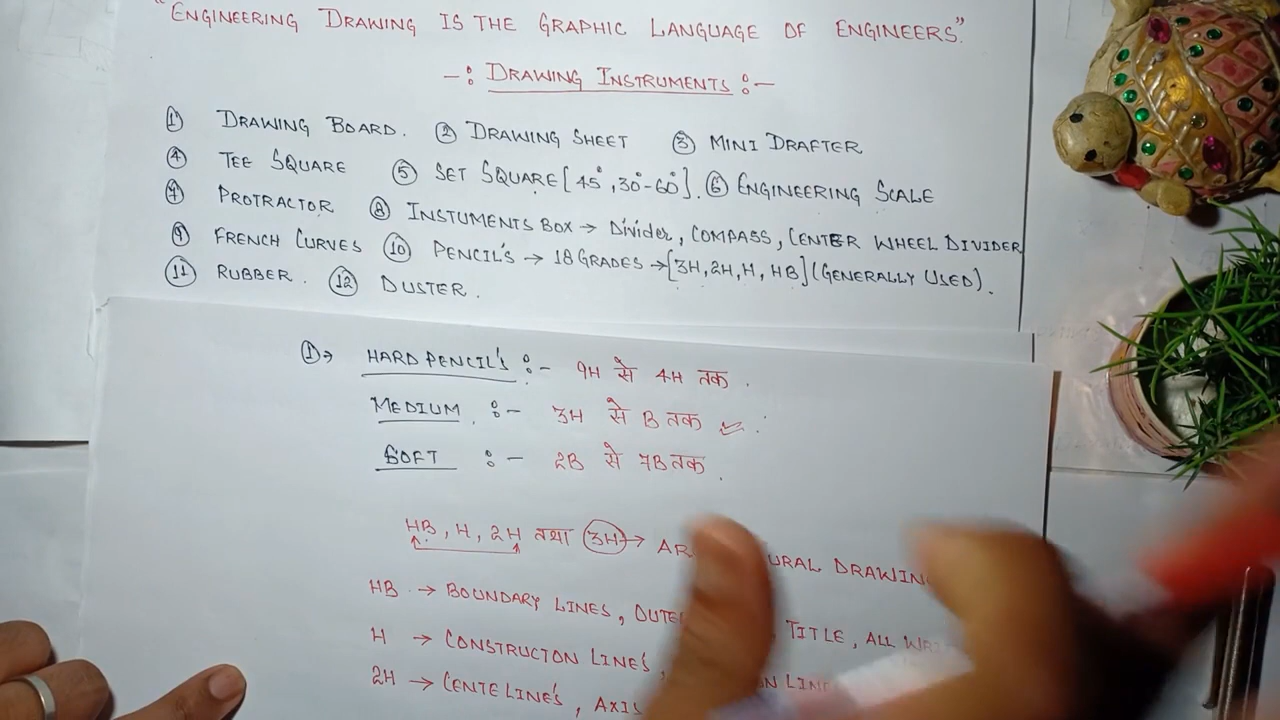 "ENGINEERING DRAWING IS THE GRAPHIC LANGUAGE OF ENGINEERS."
-: DRAWING INSTRUMENTS :-
① DRAWING BOARD. ② DRAWING SHEET ③ MINI DRAFTER
④ TEE SQUARE ⑤ SET SQUARE [45°, 30°-60°]. ⑥ ENGINEERING SCALE
⑦ PROTRACTOR ⑧ INSTUMENTS BOX → Divider, COMPASS, CENTER WHEEL DIVIDER
⑨ FRENCH CURVES ⑩ PENCIL'S → 18 GRADES → [3H, 2H, H, HB] (GENERALLY USED).
⑪ RUBBER. ⑫ DUSTER.
①→ HARD PENCIL'S :- 9H से 4H तक.
MEDIUM. :- 3H से B तक ✓.
SOFT :- 2B से 7B तक.
HB, H, 2H तथा 3H → DRAWING
HB → BOUNDARY LINES, TITLE, ALL
H → CONSTRUCTON LINE'S,
2H → CENTELINE'S, AXIS